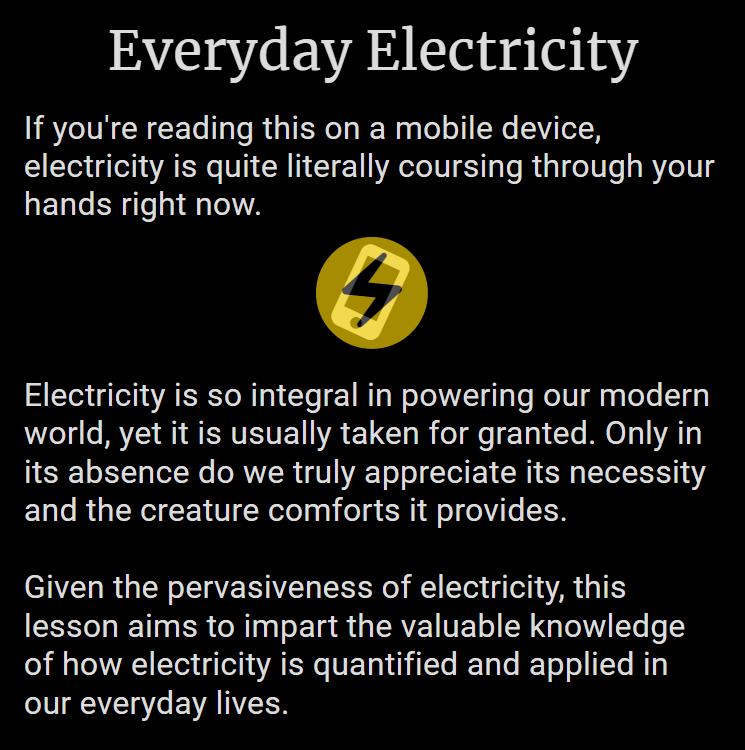 Everyday Electricity
If you're reading this on a mobile device,
electricity is quite literally coursing through your
hands right now.
Electricity is so integral in powering our modern
world, yet it is usually taken for granted. Only in
its absence do we truly appreciate its necessity
and the creature comforts it provides.
Given the pervasiveness of electricity, this
lesson aims to impart the valuable knowledge
of how electricity is quantified and applied in
our everyday lives.